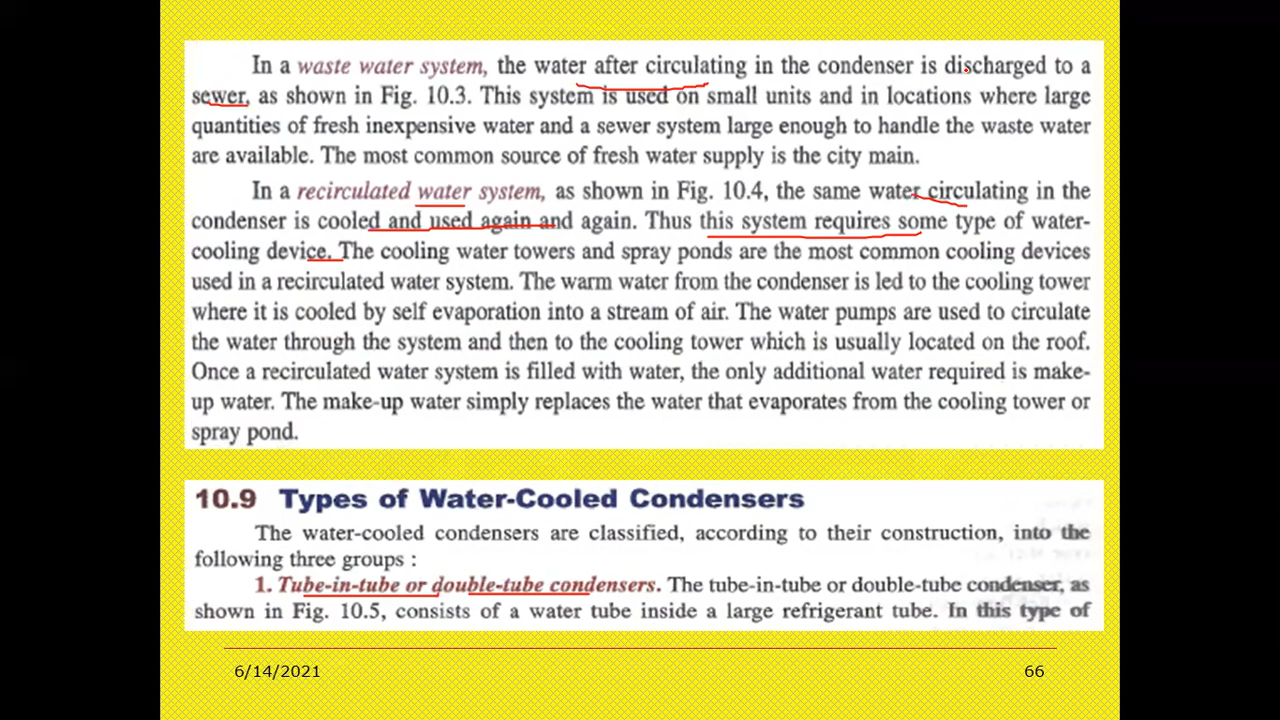 In a waste water system, the water after circulating in the condenser is discharged to a
sewer, as shown in Fig. 10.3. This system is used on small units and in locations where large
quantities of fresh inexpensive water and a sewer system large enough to handle the waste water
are available. The most common source of fresh water supply is the city main.
In a recirculated water system, as shown in Fig. 10.4, the same water circulating in the
condenser is cooled and used again and again. Thus this system requires some type of water-
cooling device. The cooling water towers and spray ponds are the most common cooling devices
used in a recirculated water system. The warm water from the condenser is led to the cooling tower
where it is cooled by self evaporation into a stream of air. The water pumps are used to circulate
the water through the system and then to the cooling tower which is usually located on the roof.
Once a recirculated water system is filled with water, the only additional water required is make-
up water. The make-up water simply replaces the water that evaporates from the cooling tower or
spray pond.
10.9 Types of Water-Cooled Condensers
The water-cooled condensers are classified, according to their construction, into the
following three groups :
1. Tube-in-tube or double-tube condensers. The tube-in-tube or double-tube condenser, as
shown in Fig. 10.5, consists of a water tube inside a large refrigerant tube. In this type of
6/14/2021 66